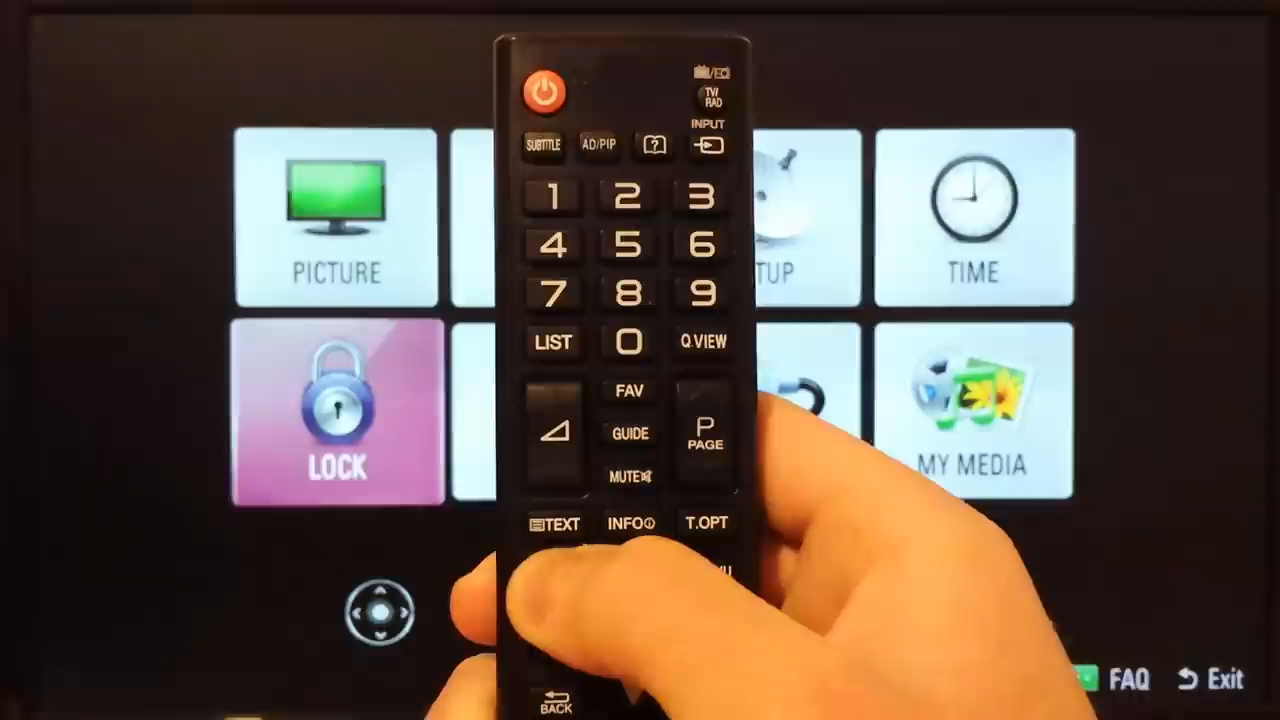 TV/
RAD
INPUT
SUBTITLE
AD/PIP
?
1
2
3
4
5
6
7
8
9
LIST
0
Q.VIEW
FAV
GUIDE
MUTE
P
PAGE
TEXT
INFO
T.OPT
BACK
PICTURE
TUP
TIME
LOCK
MY MEDIA
FAQ
Exit